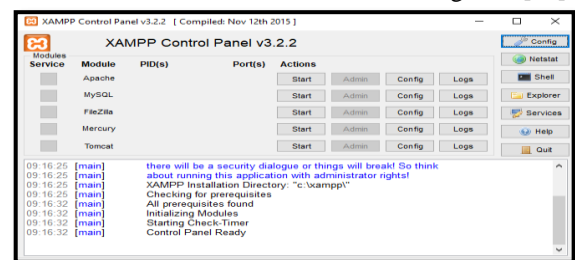 XAMPP Control Panel v3.2.2 [ Compiled: Nov 12th 2015 ]
XAMPP Control Panel v3.2.2
Config
Modules
Service Module PID(s) Port(s) Actions
Netstat
Apache Start Admin Config Logs
Shell
MySQL Start Admin Config Logs
Explorer
FileZilla Start Admin Config Logs
Services
Mercury Start Admin Config Logs
Help
Tomcat Start Admin Config Logs
Quit
09:16:25 [main] there will be a security dialogue or things will break! So think
09:16:25 [main] about running this application with administrator rights!
09:16:25 [main] XAMPP Installation Directory: "c:\xampp\"
09:16:25 [main] Checking for prerequisites
09:16:32 [main] All prerequisites found
09:16:32 [main] Initializing Modules
09:16:32 [main] Starting Check-Timer
09:16:32 [main] Control Panel Ready